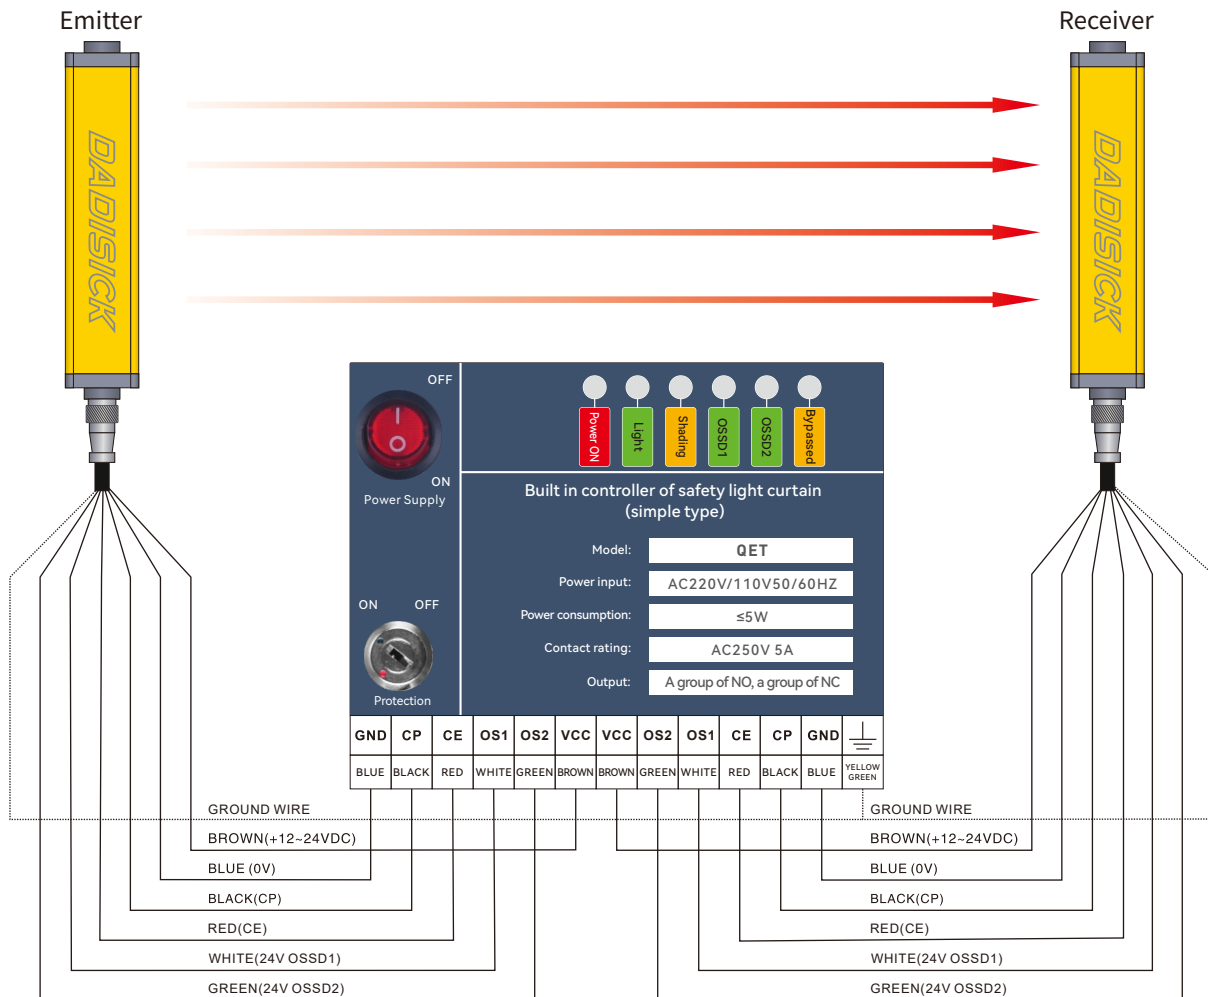 Emitter
Receiver
DADISICK
DADISICK
OFF
ON
Power Supply
Power ON
Light
Shading
OSSD1
OSSD2
Bypassed
Built in controller of safety light curtain
(simple type)
Model: QET
Power input: AC220V/110V50/60HZ
Power consumption: ≤5W
Contact rating: AC250V 5A
Output: A group of NO, a group of NC
ON OFF
Protection
GND CP CE OS1 OS2 VCC VCC OS2 OS1 CE CP GND
BLUE BLACK RED WHITE GREEN BROWN BROWN GREEN WHITE RED BLACK BLUE YELLOW GREEN
GROUND WIRE GROUND WIRE
BROWN(+12~24VDC) BROWN(+12~24VDC)
BLUE (0V) BLUE (0V)
BLACK(CP) BLACK(CP)
RED(CE) RED(CE)
WHITE(24V OSSD1) WHITE(24V OSSD1)
GREEN(24V OSSD2) GREEN(24V OSSD2)